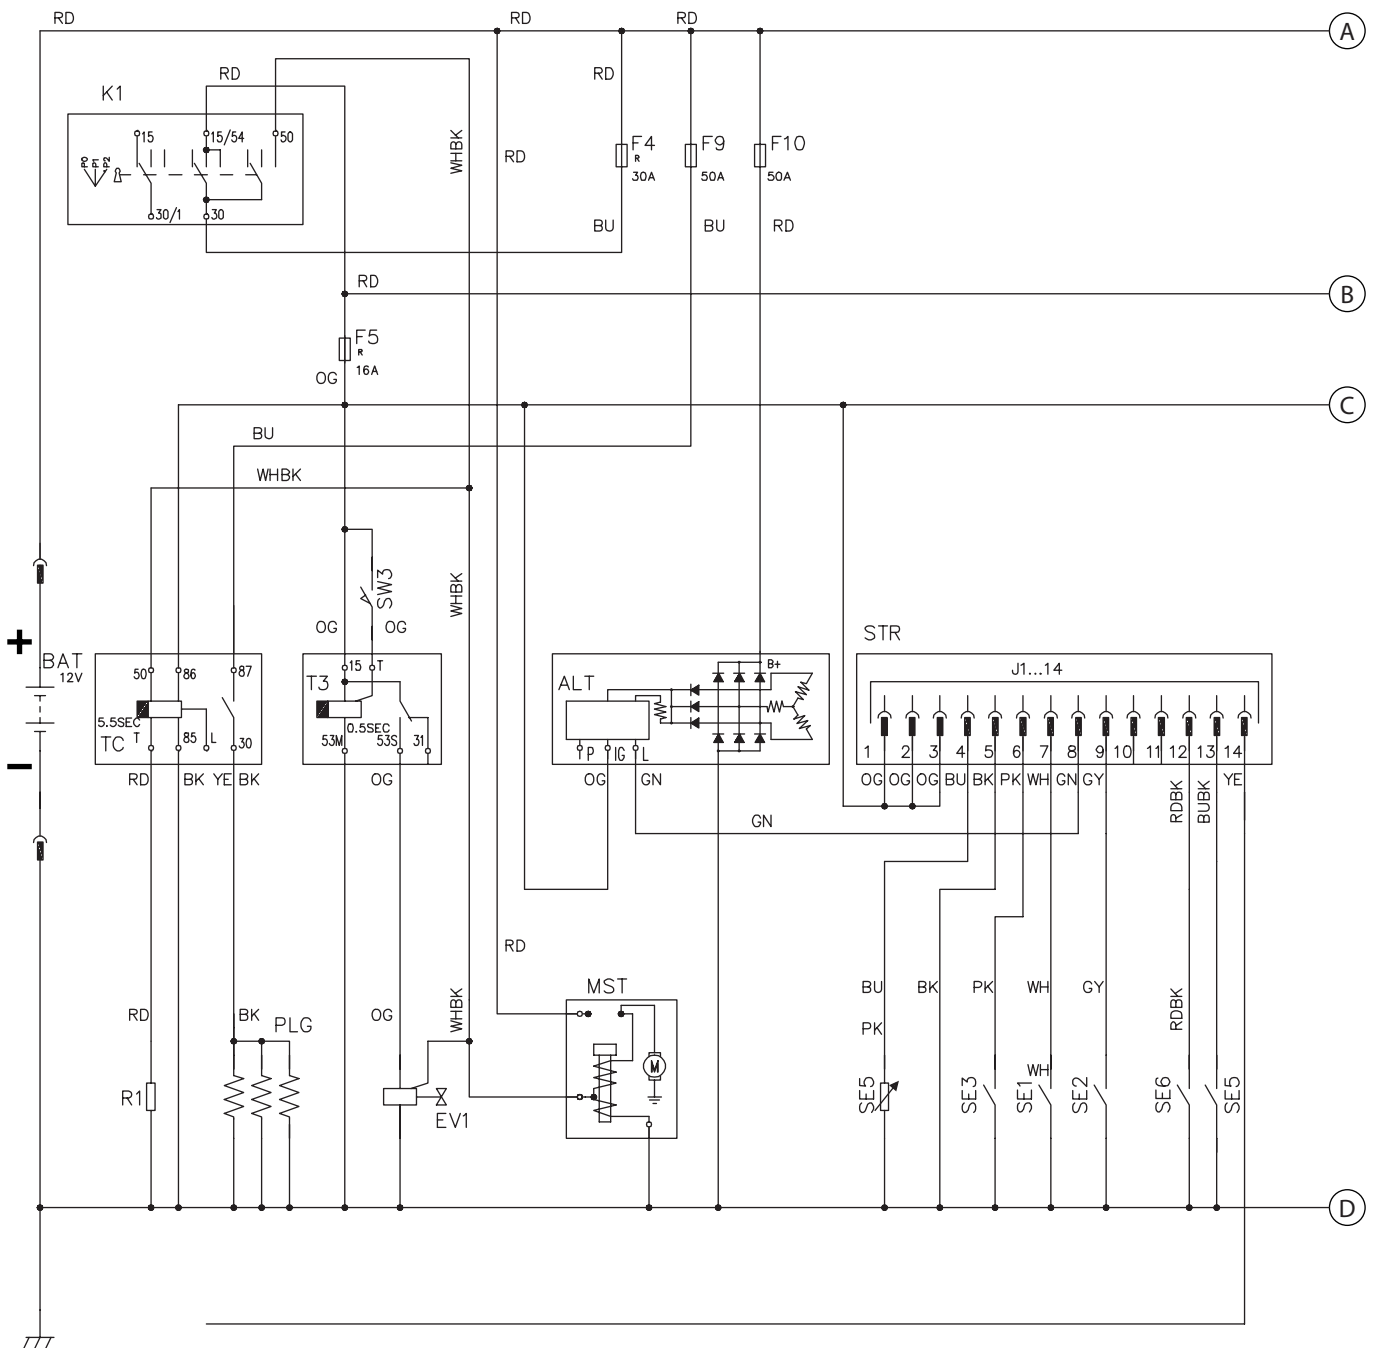 RD RD RD
A
K1 RD RD
15 15/54 50
P0 P1 P2
WHBK RD
F4 F9 F10
R
30A 50A 50A
30/1 30
BU BU RD
RD
B
F5
R
16A
OG
C
BU
WHBK
SW3
WHBK
OG OG
+
BAT
12V
STR
50 86 87
15 T
T3
ALT
B+
J1...14
5.5SEC
TC T 85 L 30
0.5SEC
53M 53S 31
P IG L
1 2 3 4 5 6 7 8 9 10 11 12 13 14
−
RD BK YE BK
OG
OG GN
OG OG OG BU BK PK WH GN GY
RDBK BUBK YE
GN
RD
BU BK PK WH GY RDBK
MST
RD BK PLG
OG WHBK
PK
M
WH
R1
EV1
SE5 SE3 SE1 SE2 SE6 SE5
D